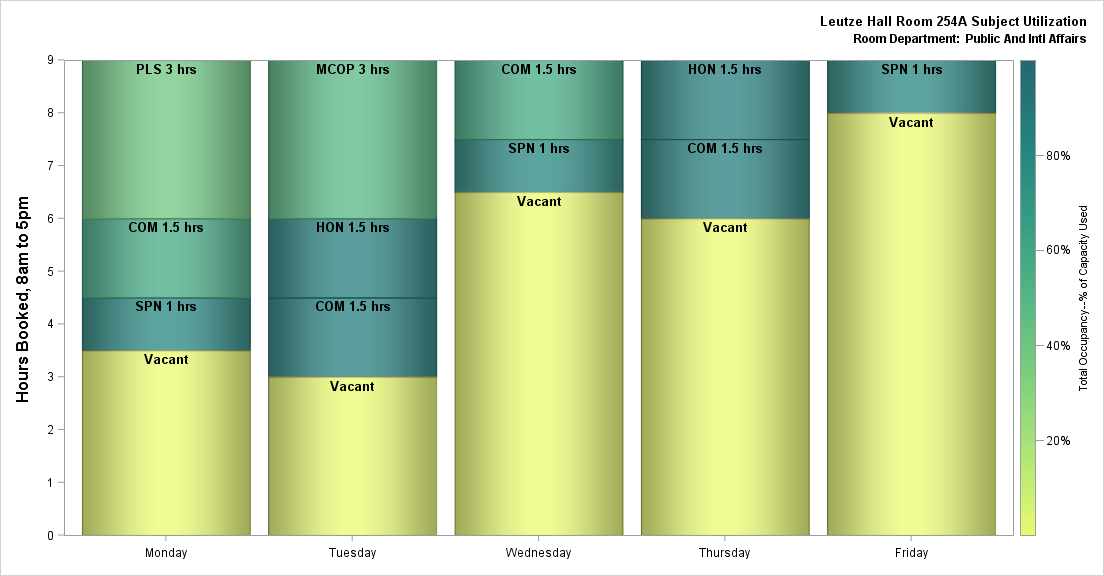 Leutze Hall Room 254A Subject Utilization
Room Department: Public And Intl Affairs
Hours Booked, 8am to 5pm
9
8
7
6
5
4
3
2
1
0
PLS 3 hrs
COM 1.5 hrs
SPN 1 hrs
Vacant
MCOP 3 hrs
HON 1.5 hrs
COM 1.5 hrs
Vacant
COM 1.5 hrs
SPN 1 hrs
Vacant
HON 1.5 hrs
COM 1.5 hrs
Vacant
SPN 1 hrs
Vacant
Monday
Tuesday
Wednesday
Thursday
Friday
80%
60%
40%
20%
Total Occupancy--% of Capacity Used